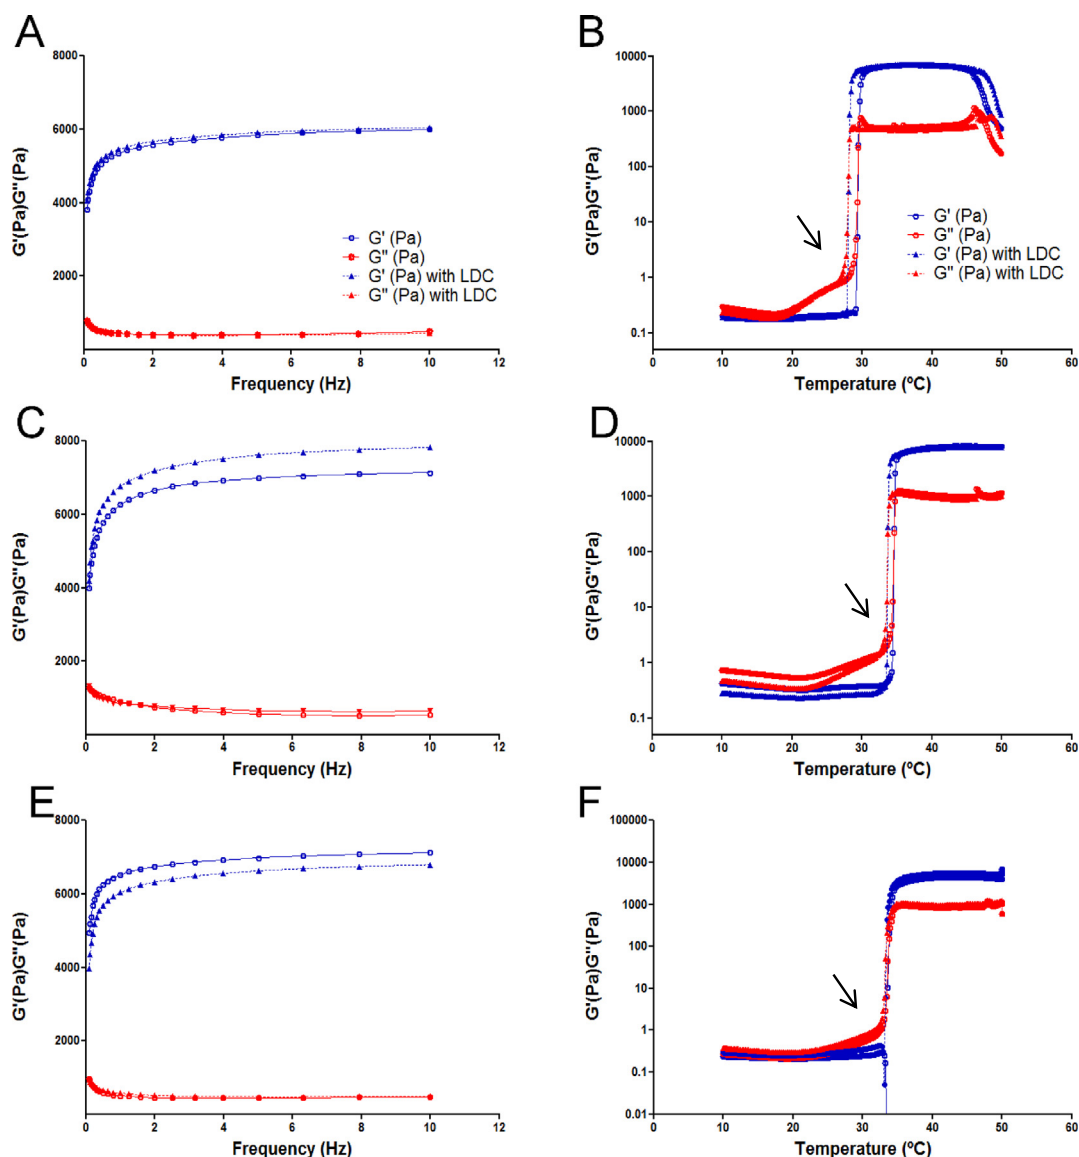 A
8000
6000
4000
2000
0
2
4
6
8
10
12
G'(Pa)G"(Pa)
Frequency (Hz)
G' (Pa)
G" (Pa)
G' (Pa) with LDC
G" (Pa) with LDC
B
10000
1000
100
10
1
0.1
0
10
20
30
40
50
60
G'(Pa)G"(Pa)
Temperature (ºC)
G' (Pa)
G" (Pa)
G' (Pa) with LDC
G" (Pa) with LDC
C
8000
6000
4000
2000
0
2
4
6
8
10
12
G'(Pa)G"(Pa)
Frequency (Hz)
D
10000
1000
100
10
1
0.1
0
10
20
30
40
50
60
G'(Pa)G"(Pa)
Temperature (ºC)
E
8000
6000
4000
2000
0
2
4
6
8
10
12
G'(Pa)G"(Pa)
Frequency (Hz)
F
100000
10000
1000
100
10
1
0.1
0.01
0
10
20
30
40
50
60
G'(Pa)G"(Pa)
Temperature (ºC)